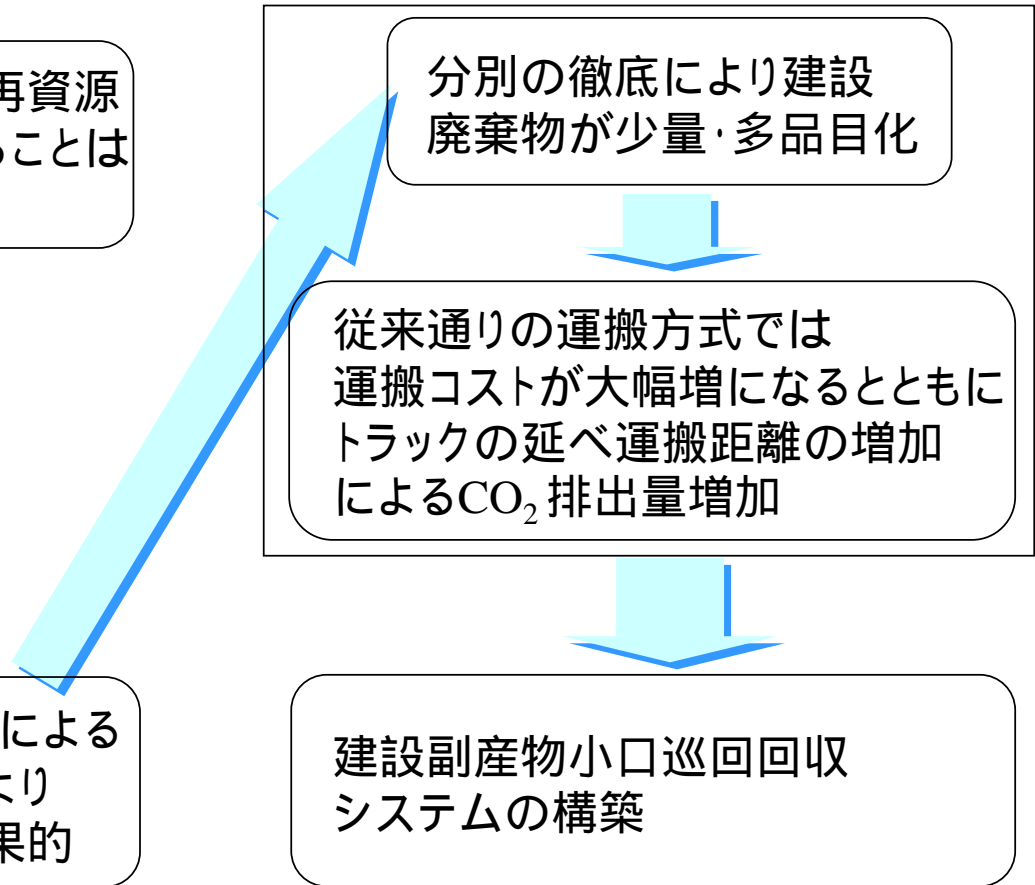 再資源
ことは
による
より
果的
分別の徹底により建設
廃棄物が少量･多品目化
従来通りの運搬方式では
運搬コストが大幅増になるとともに
トラックの延べ運搬距離の増加
によるCO₂排出量増加
建設副産物小口巡回回収
システムの構築